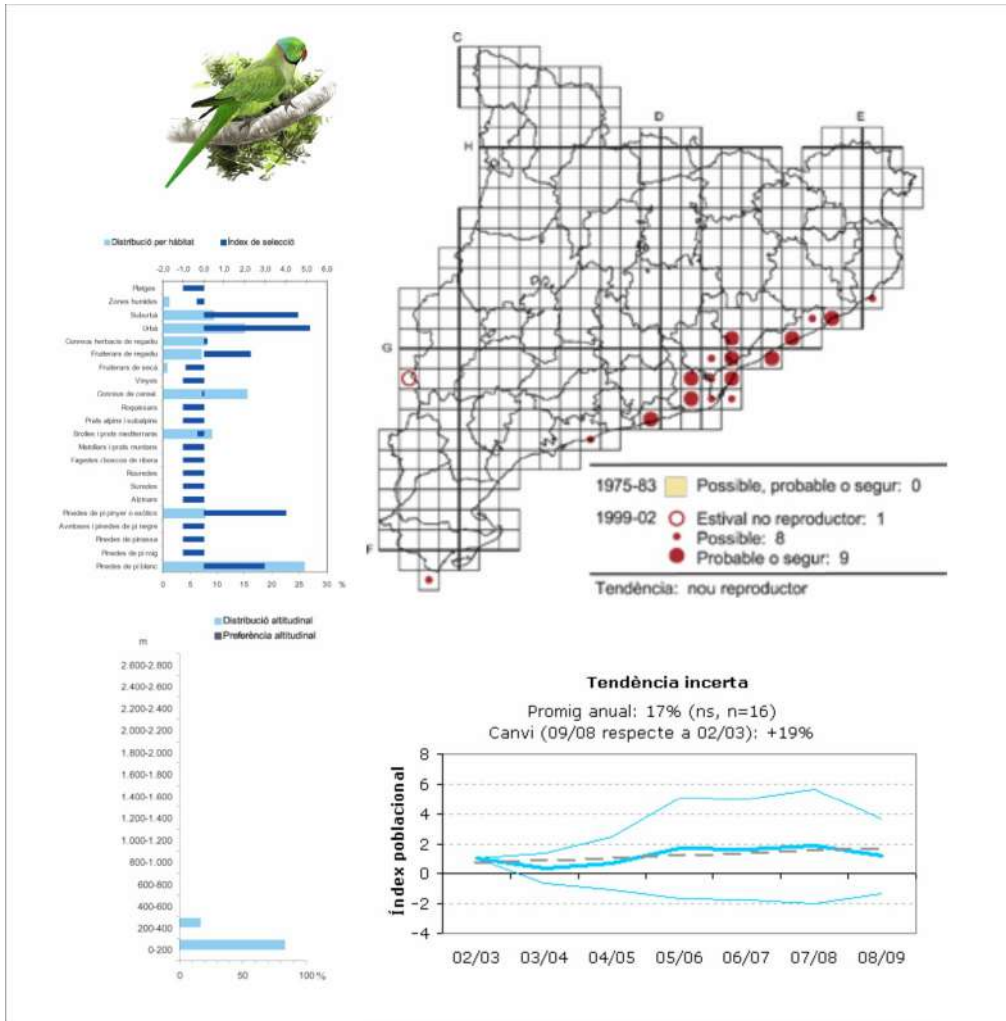 C
D
E
H
G
F
Distribució per hàbitat
Índex de selecció
-2,0 -1,0 0,0 1,0 2,0 3,0 4,0 5,0 6,0
Platges
Zones humides
Suburbà
Urbà
Conreus herbacis de regadiu
Fruiterars de regadiu
Fruiterars de secà
Vinyes
Conreus de cereal
Roquissars
Prats alpins i subalpins
Brolles i prats mediterranis
Matollars i prats montans
Fagedes i boscos de ribera
Rouredes
Suredes
Alzinars
Pinedes de pi pinyer o exòtics
Avetoses i pinedes de pi negre
Pinedes de pinassa
Pinedes de pi roig
Pinedes de pi blanc
0 5 10 15 20 25 30 %
1975-83 Possible, probable o segur: 0
1999-02 Estival no reproductor: 1
Possible: 8
Probable o segur: 9
Tendència: nou reproductor
Distribució altitudinal
Preferència altitudinal
m
2.600-2.800
2.400-2.600
2.200-2.400
2.000-2.200
1.800-2.000
1.600-1.800
1.400-1.600
1.200-1.400
1.000-1.200
800-1.000
600-800
400-600
200-400
0-200
0 50 100 %
Tendència incerta
Promig anual: 17% (ns, n=16)
Canvi (09/08 respecte a 02/03): +19%
Índex poblacional
8
6
4
2
0
-2
-4
02/03 03/04 04/05 05/06 06/07 07/08 08/09